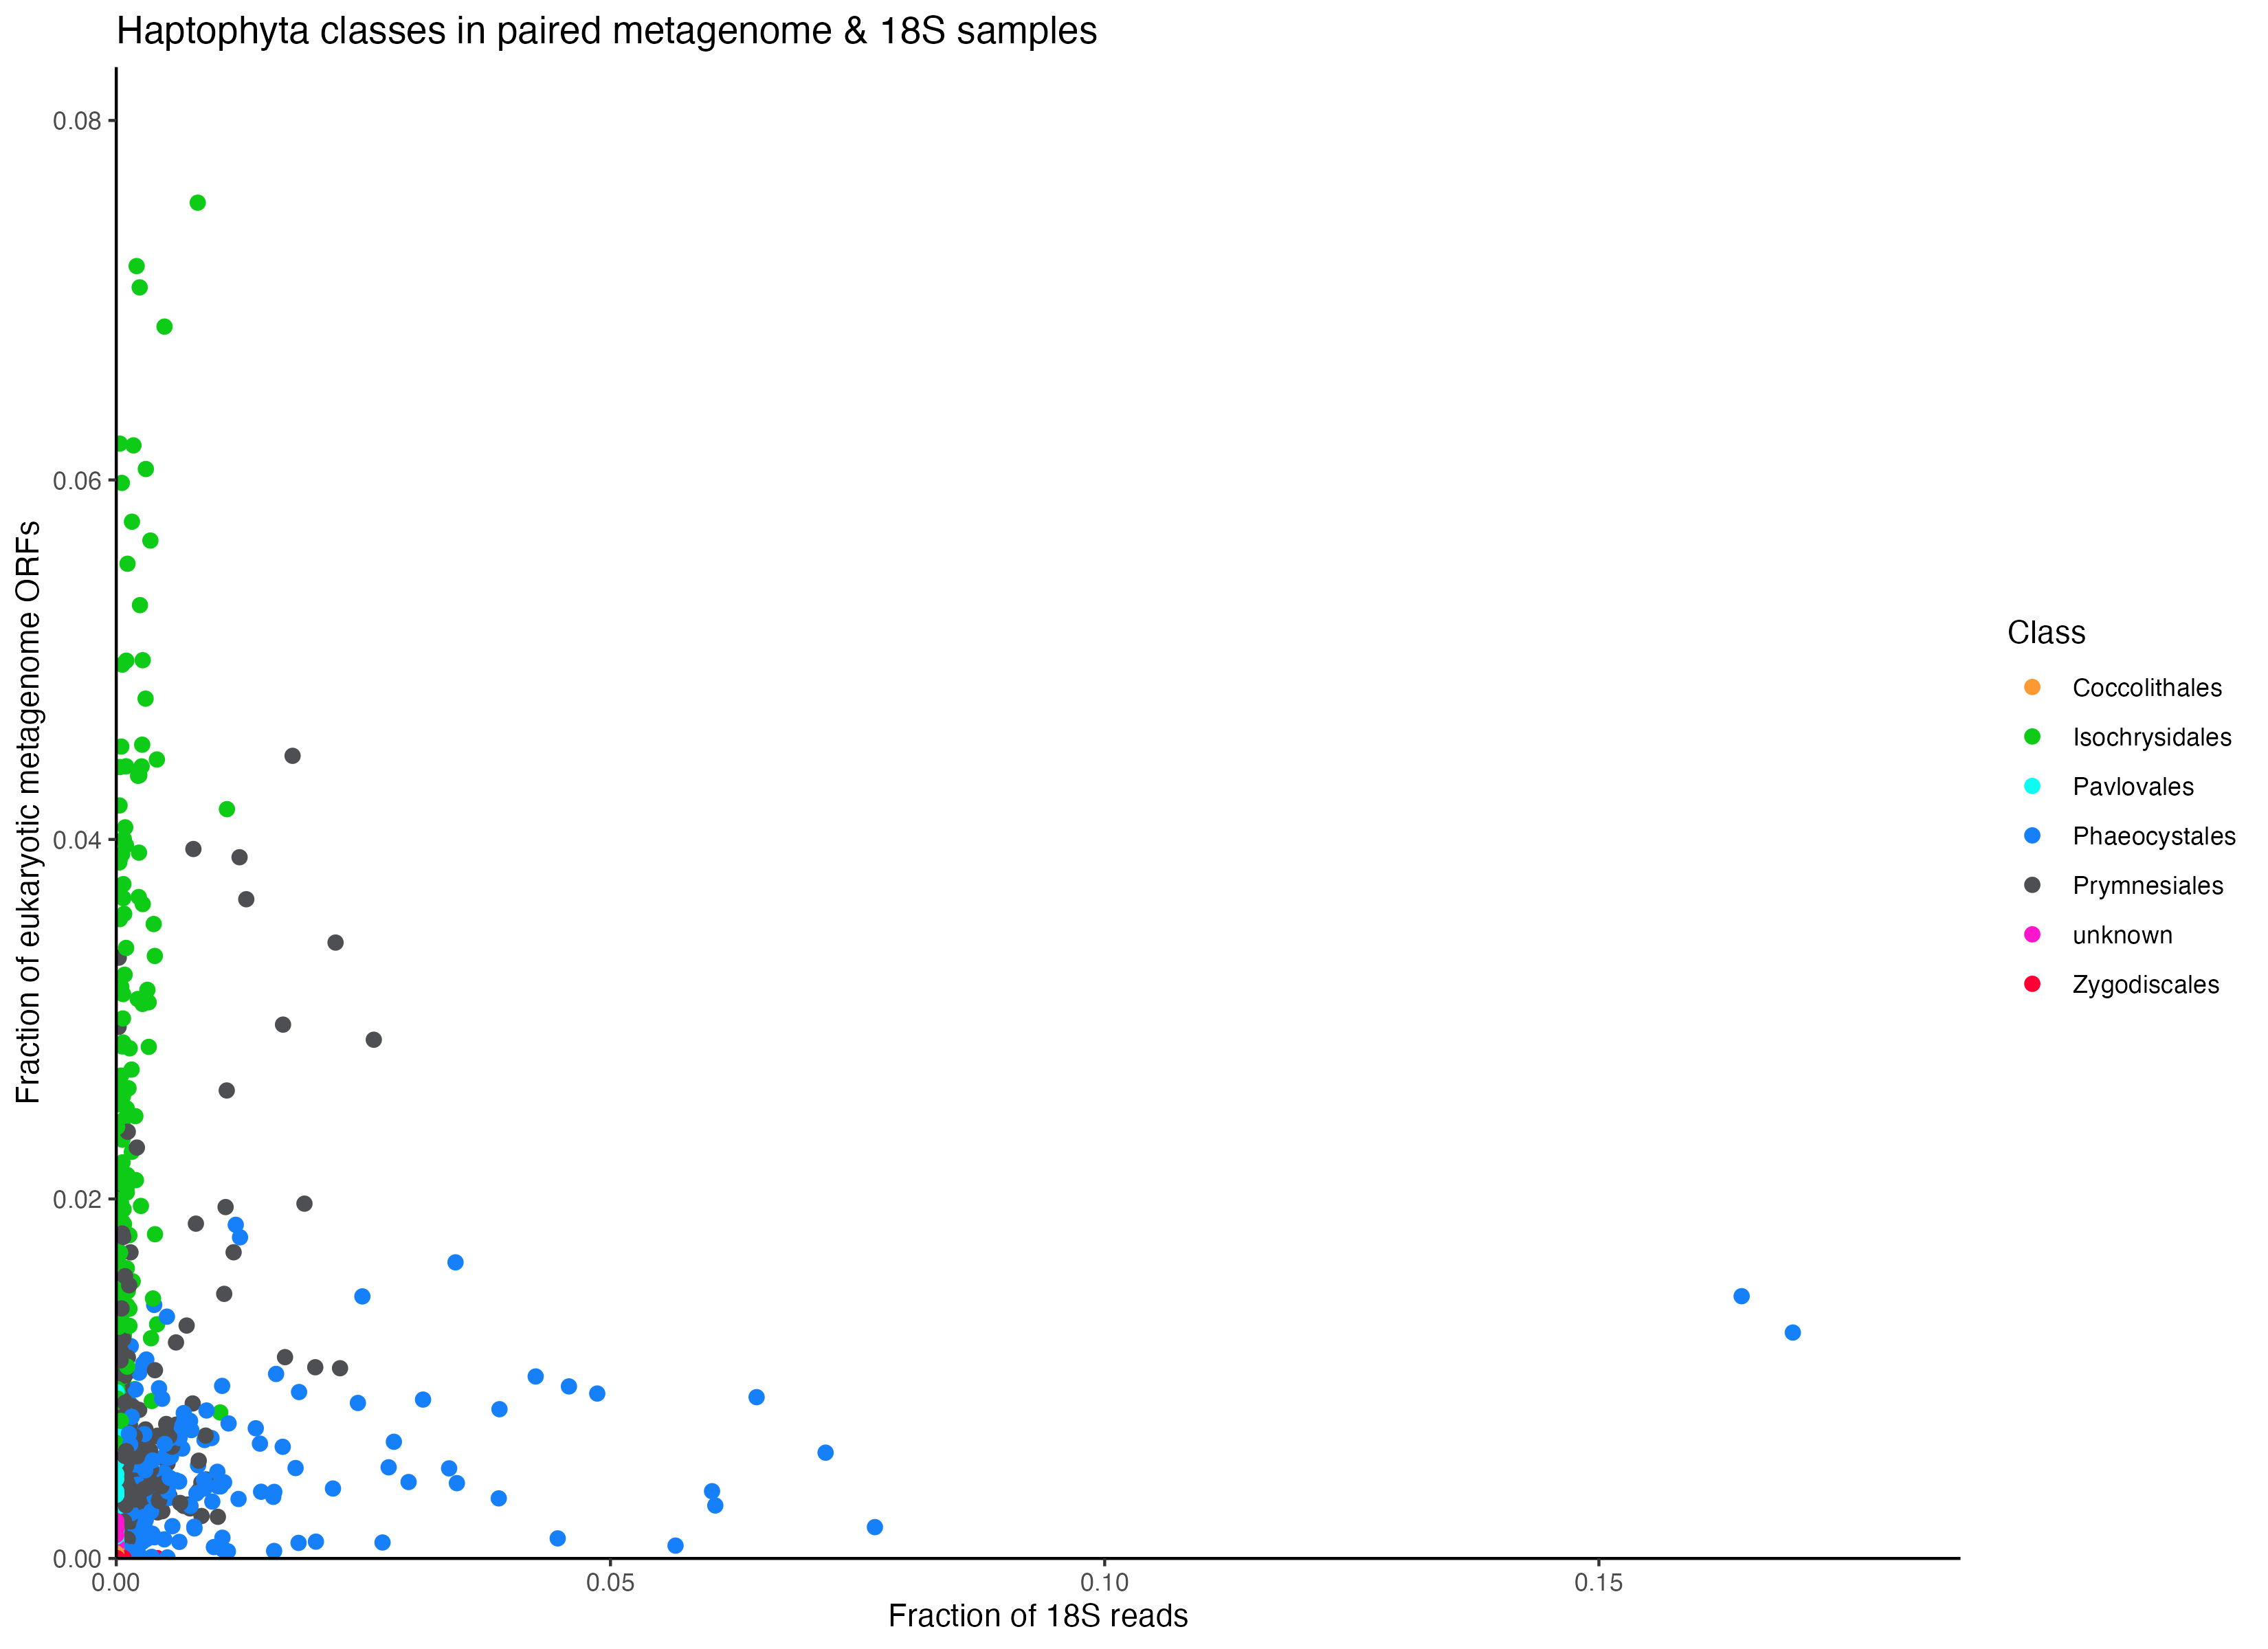 Haptophyta classes in paired metagenome & 18S samples
Fraction of eukaryotic metagenome ORFs
0.08
0.06
0.04
0.02
0.00
0.00 0.05 0.10 0.15
Fraction of 18S reads
Class
Coccolithales
Isochrysidales
Pavlovales
Phaeocystales
Prymnesiales
unknown
Zygodiscales